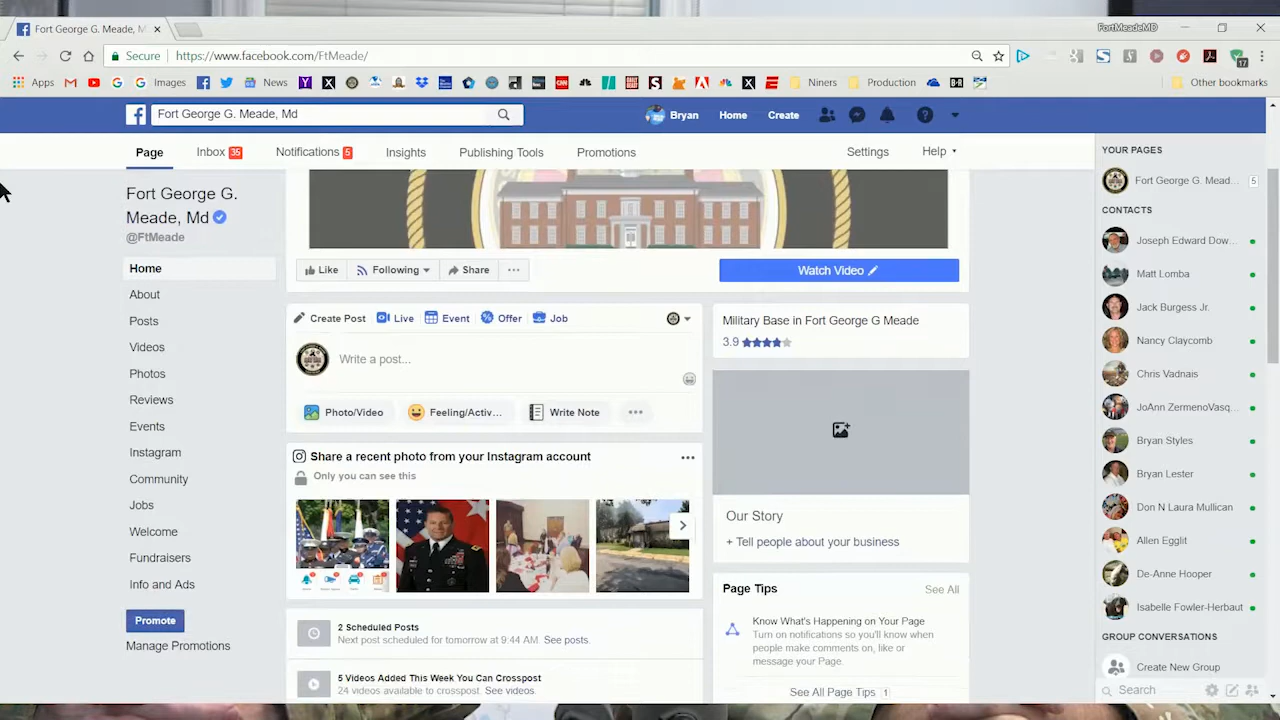 Fort George G. Meade, M
FortMeadeMD
Secure
https://www.facebook.com/FtMeade/
17
Apps
Images
News
Niners
Production
Other bookmarks
Fort George G. Meade, Md
Bryan
Home
Create
Page
Inbox 35
Notifications 5
Insights
Publishing Tools
Promotions
Settings
Help
Fort George G.
Meade, Md
@FtMeade
Home
About
Posts
Videos
Photos
Reviews
Events
Instagram
Community
Jobs
Welcome
Fundraisers
Info and Ads
Promote
Manage Promotions
Like
Following
Share
Watch Video
Create Post
Live
Event
Offer
Job
Write a post...
Photo/Video
Feeling/Activ...
Write Note
Share a recent photo from your Instagram account
Only you can see this
2 Scheduled Posts
Next post scheduled for tomorrow at 9:44 AM See posts
5 Videos Added This Week You Can Crosspost
24 videos available to crosspost. See videos
Military Base in Fort George G Meade
3.9
Our Story
+ Tell people about your business
Page Tips
See All
Know What's Happening on Your Page
Turn on notifications so you'll know when
people make comments on, like or
message your Page.
See All Page Tips 1
YOUR PAGES
Fort George G. Mead... 5
CONTACTS
Joseph Edward Dow...
Matt Lomba
Jack Burgess Jr.
Nancy Claycomb
Chris Vadnais
JoAnn ZermenoVasq...
Bryan Styles
Bryan Lester
Don N Laura Mullican
Allen Egglit
De-Anne Hooper
Isabelle Fowler-Herbaut
GROUP CONVERSATIONS
Create New Group
Search